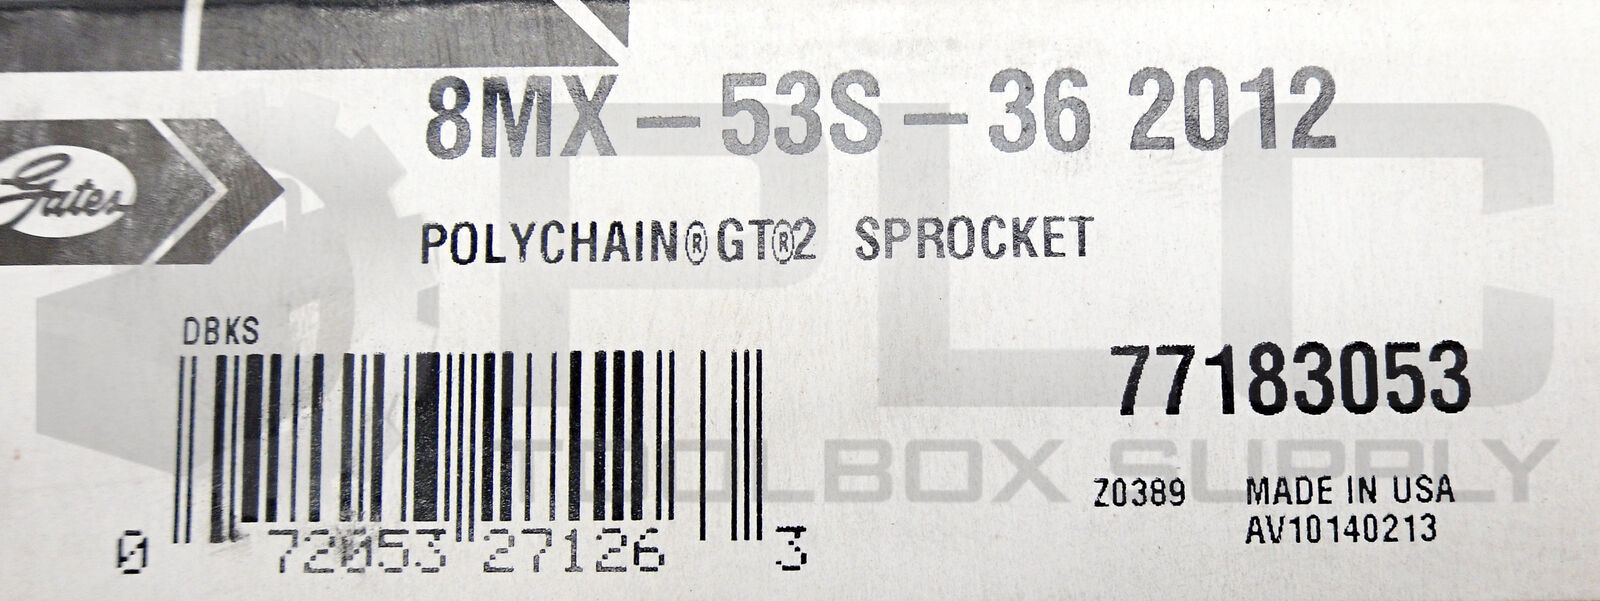 8MX-53S-36 2012
Gates
POLYCHAIN®GT®2 SPROCKET
DBKS
77183053
PLC
TOOLBOX SUPPLY
Z0389 MADE IN USA
AV10140213
0 72053 27126 3